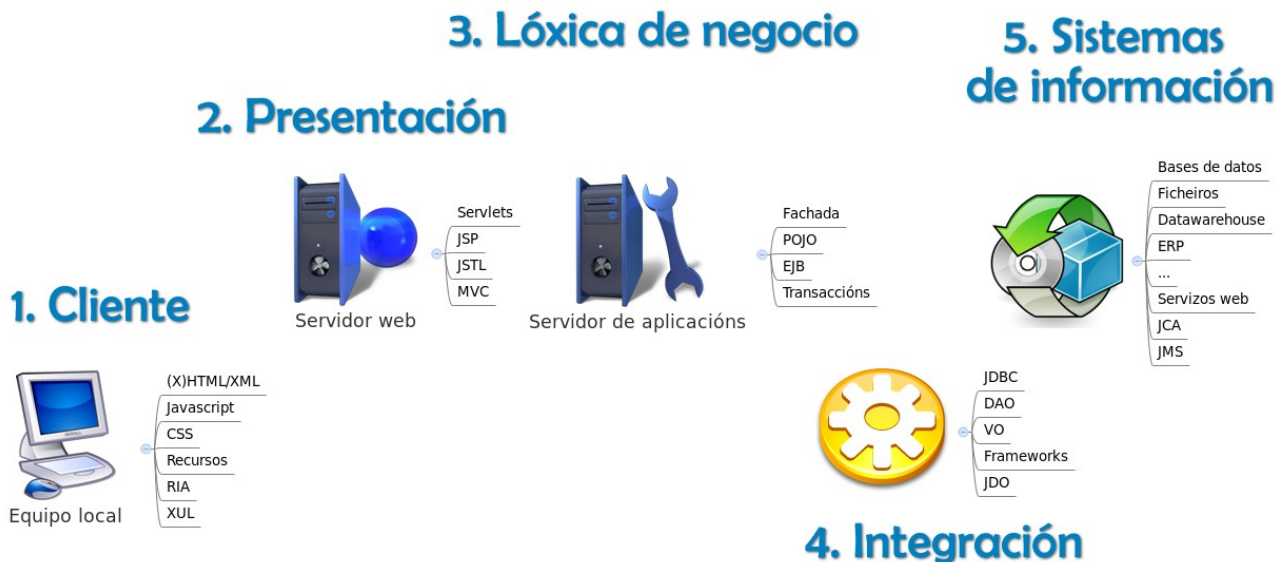 1. Cliente
Equipo local
(X)HTML/XML
Javascript
CSS
Recursos
RIA
XUL
2. Presentación
Servidor web
Servlets
JSP
JSTL
MVC
3. Lóxica de negocio
Servidor de aplicacións
Fachada
POJO
EJB
Transaccións
4. Integración
JDBC
DAO
VO
Frameworks
JDO
5. Sistemas
de información
Bases de datos
Ficheiros
Datawarehouse
ERP
...
Servizos web
JCA
JMS